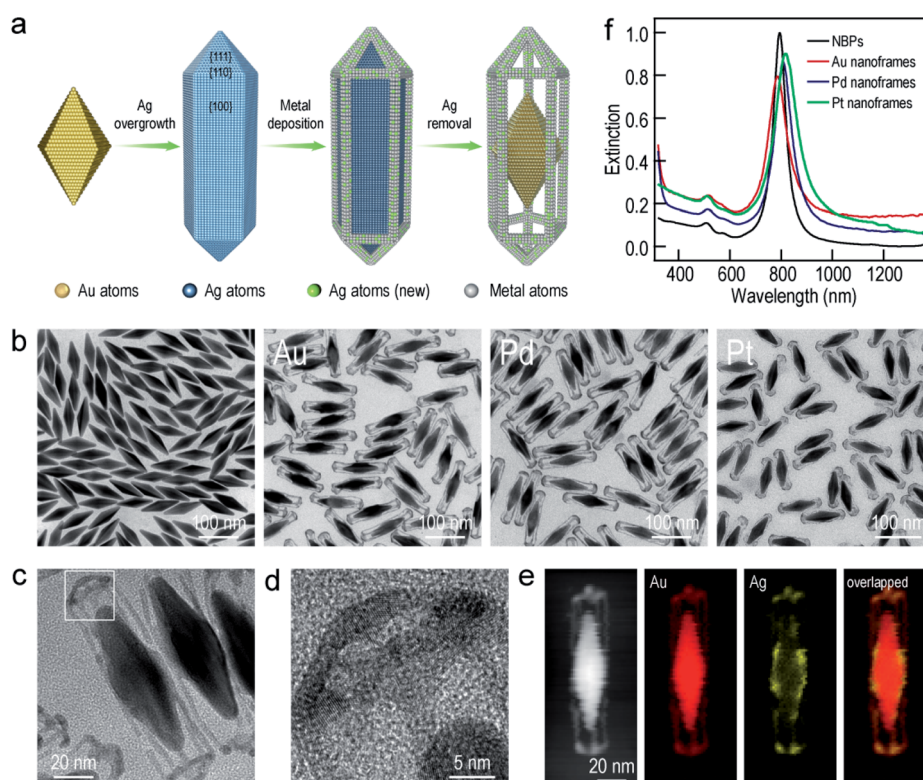 a
{111}
{110}
{100}
Ag
overgrowth
Metal
deposition
Ag
removal
Au atoms
Ag atoms
Ag atoms (new)
Metal atoms
f
NBPs
Au nanoframes
Pd nanoframes
Pt nanoframes
Extinction
1.0
0.8
0.6
0.4
0.2
0.0
400 600 800 1000 1200
Wavelength (nm)
b
100 nm
Au
100 nm
Pd
100 nm
Pt
100 nm
c
20 nm
d
5 nm
e
20 nm
Au
Ag
overlapped